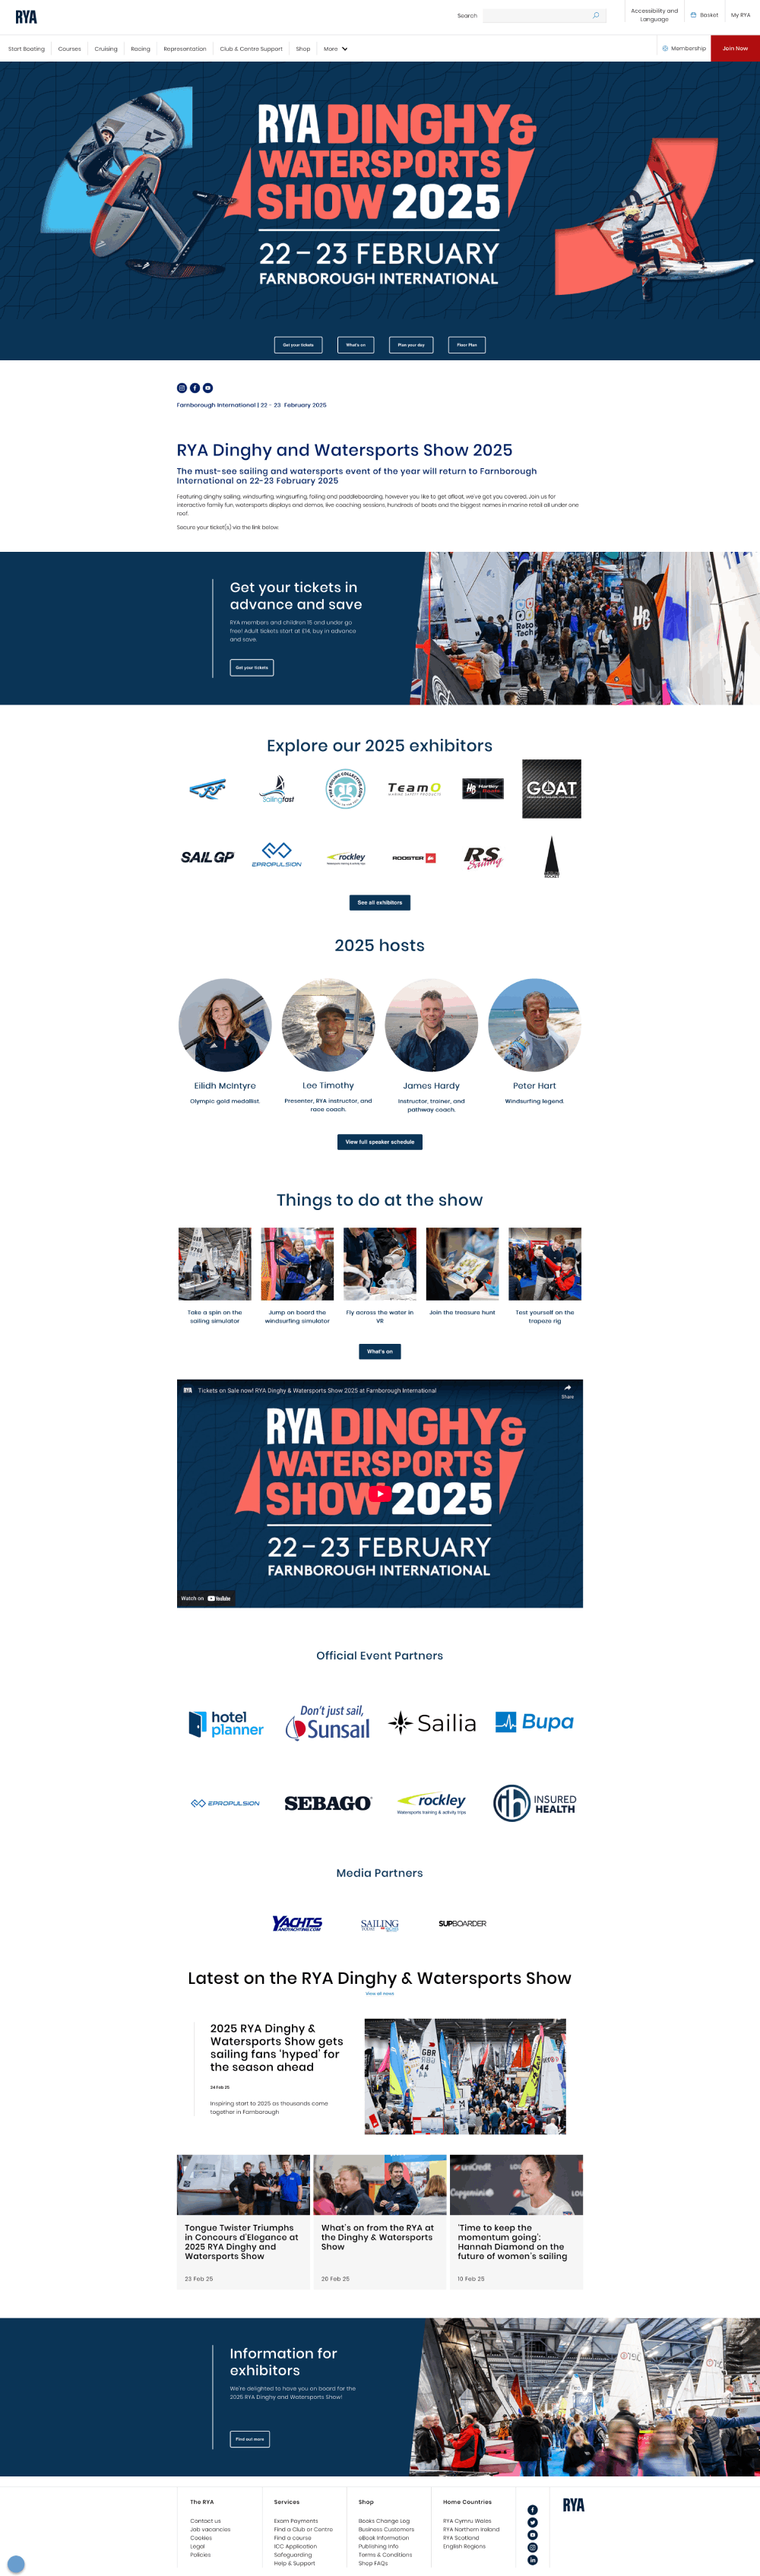 RYA
Search
Accessibility and
Language
Basket
My RYA
Start Boating
Courses
Cruising
Racing
Representation
Club & Centre Support
Shop
More
Membership
Join Now
RYA DINGHY &
WATERSPORTS
SHOW 2025
22 – 23 FEBRUARY
FARNBOROUGH INTERNATIONAL
Get your tickets
What's on
Plan your day
Floor Plan
Farnborough International | 22 - 23 February 2025
RYA Dinghy and Watersports Show 2025
The must-see sailing and watersports event of the year will return to Farnborough
International on 22-23 February 2025
Featuring dinghy sailing, windsurfing, wingsurfing, foiling and paddleboarding, however you like to get afloat, we've got you covered. Join us for
interactive family fun, watersports displays and demos, live coaching sessions, hundreds of boats and the biggest names in marine retail all under one
roof.
Secure your ticket(s) via the link below.
Get your tickets in
advance and save
RYA members and children 15 and under go
free! Adult tickets start at £14, buy in advance
and save.
Get your tickets
Reto
Tech
H8
Explore our 2025 exhibitors
Sailingfast
TeamO
MARINE SAFETY PRODUCTS
Hartley
GOAT
SAILGP
EPROPULSION
rockley
Watersports training & activity trips
ROOSTER
RS
Sailing
See all exhibitors
2025 hosts
Eilidh McIntyre
Olympic gold medallist.
Lee Timothy
Presenter, RYA instructor, and
race coach.
James Hardy
Instructor, trainer, and
pathway coach.
Peter Hart
Windsurfing legend.
View full speaker schedule
Things to do at the show
Take a spin on the
sailing simulator
Jump on board the
windsurfing simulator
Fly across the water in
VR
Join the treasure hunt
Test yourself on the
trapeze rig
What's on
RYA
Tickets on Sale now! RYA Dinghy & Watersports Show 2025 at Farnborough International
Share
RYA DINGHY &
WATERSPORTS
SHOW 2025
22 – 23 FEBRUARY
FARNBOROUGH INTERNATIONAL
Watch on YouTube
Official Event Partners
hotel
planner
Don't just sail,
Sunsail
Sailia
Bupa
EPROPULSION
SEBAGO
rockley
Watersports training & activity trips
INSURED
HEALTH
Media Partners
YACHTS
ANDYACHTING.COM
SAILING
TODAY
SUPBOARDER
Latest on the RYA Dinghy & Watersports Show
View all news
2025 RYA Dinghy &
Watersports Show gets
sailing fans 'hyped' for
the season ahead
24 Feb 25
Inspiring start to 2025 as thousands come
together in Farnborough
GBR
44
Tongue Twister Triumphs
in Concours d'Elegance at
2025 RYA Dinghy and
Watersports Show
23 Feb 25
What's on from the RYA at
the Dinghy & Watersports
Show
20 Feb 25
UniCredit
Capgemini
'Time to keep the
momentum going':
Hannah Diamond on the
future of women's sailing
10 Feb 25
Information for
exhibitors
We're delighted to have you on board for the
2025 RYA Dinghy and Watersports Show!
Find out more
The RYA
Contact us
Job vacancies
Cookies
Legal
Policies
Services
Exam Payments
Find a Club or Centre
Find a course
ICC Application
Safeguarding
Help & Support
Shop
Books Change Log
Business Customers
eBook Information
Publishing Info
Terms & Conditions
Shop FAQs
Home Countries
RYA Cymru Wales
RYA Northern Ireland
RYA Scotland
English Regions
RYA